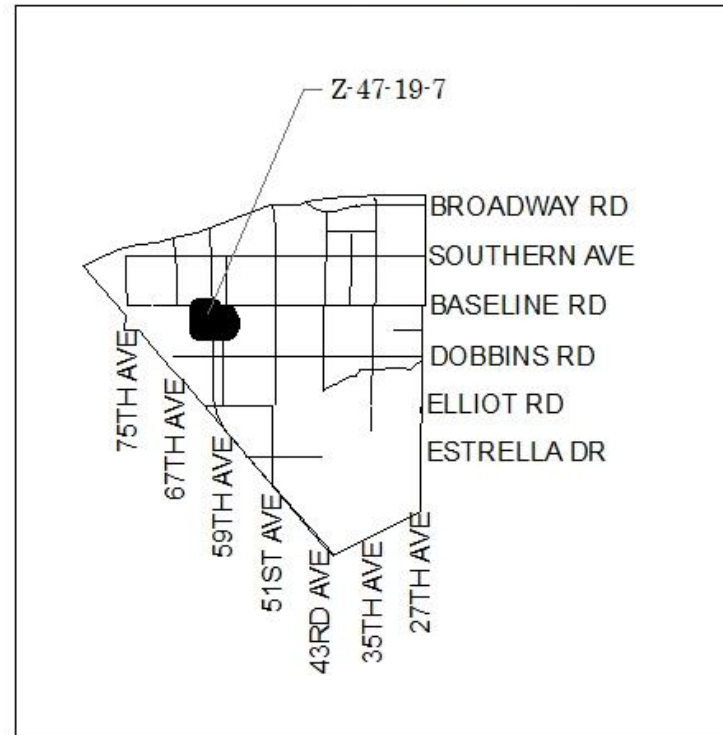 Z-47-19-7
BROADWAY RD
SOUTHERN AVE
BASELINE RD
DOBBINS RD
ELLIOT RD
ESTRELLA DR
75TH AVE
67TH AVE
59TH AVE
51ST AVE
43RD AVE
35TH AVE
27TH AVE